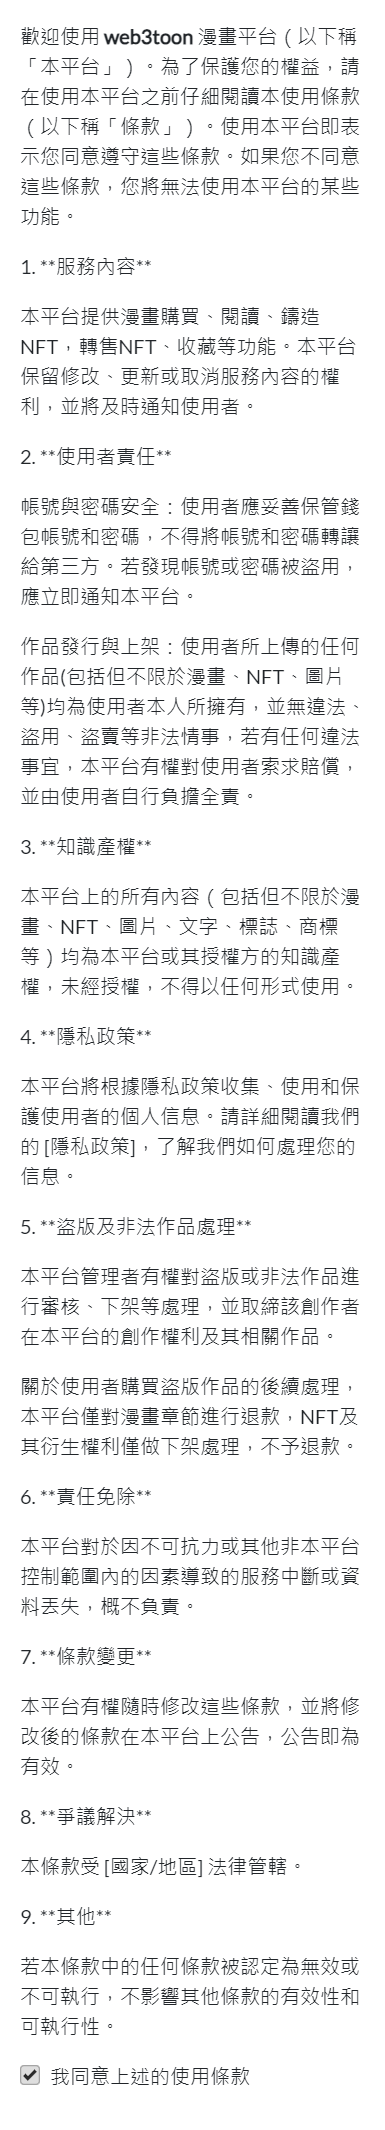 歡迎使用 web3toon 漫畫平台（以下稱
「本平台」）。為了保護您的權益，請
在使用本平台之前仔細閱讀本使用條款
（以下稱「條款」）。使用本平台即表
示您同意遵守這些條款。如果您不同意
這些條款，您將無法使用本平台的某些
功能。
1. **服務內容**
本平台提供漫畫購買、閱讀、鑄造
NFT，轉售NFT、收藏等功能。本平台
保留修改、更新或取消服務內容的權
利，並將及時通知使用者。
2. **使用者責任**
帳號與密碼安全：使用者應妥善保管錢
包帳號和密碼，不得將帳號和密碼轉讓
給第三方。若發現帳號或密碼被盜用，
應立即通知本平台。
作品發行與上架：使用者所上傳的任何
作品(包括但不限於漫畫、NFT、圖片
等)均為使用者本人所擁有，並無違法、
盜用、盜賣等非法情事，若有任何違法
事宜，本平台有權對使用者索求賠償，
並由使用者自行負擔全責。
3. **知識產權**
本平台上的所有內容（包括但不限於漫
畫、NFT、圖片、文字、標誌、商標
等）均為本平台或其授權方的知識產
權，未經授權，不得以任何形式使用。
4. **隱私政策**
本平台將根據隱私政策收集、使用和保
護使用者的個人信息。請詳細閱讀我們
的 [隱私政策]，了解我們如何處理您的
信息。
5. **盜版及非法作品處理**
本平台管理者有權對盜版或非法作品進
行審核、下架等處理，並取締該創作者
在本平台的創作權利及其相關作品。
關於使用者購買盜版作品的後續處理，
本平台僅對漫畫章節進行退款，NFT及
其衍生權利僅做下架處理，不予退款。
6. **責任免除**
本平台對於因不可抗力或其他非本平台
控制範圍內的因素導致的服務中斷或資
料丟失，概不負責。
7. **條款變更**
本平台有權隨時修改這些條款，並將修
改後的條款在本平台上公告，公告即為
有效。
8. **爭議解決**
本條款受 [國家/地區] 法律管轄。
9. **其他**
若本條款中的任何條款被認定為無效或
不可執行，不影響其他條款的有效性和
可執行性。
我同意上述的使用條款